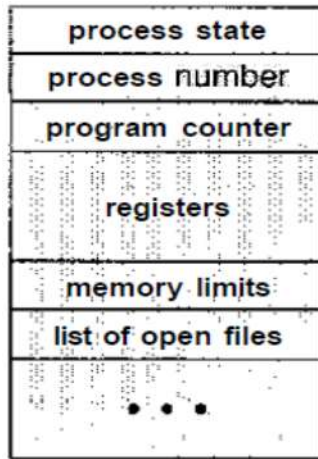 process state
process number
program counter
registers
memory limits
list of open files
• • •